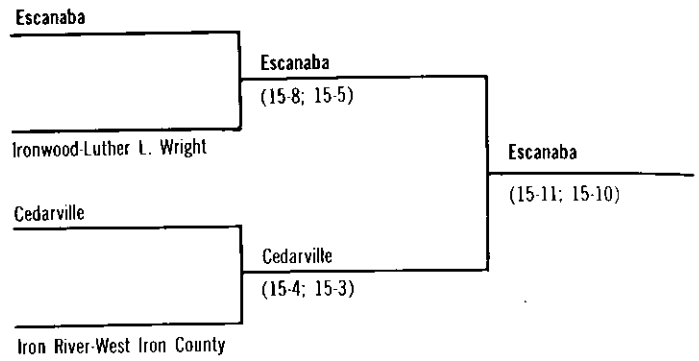 Escanaba
Escanaba
(15-8; 15-5)
Ironwood-Luther L. Wright
Escanaba
(15-11; 15-10)
Cedarville
Cedarville
(15-4; 15-3)
Iron River-West Iron County